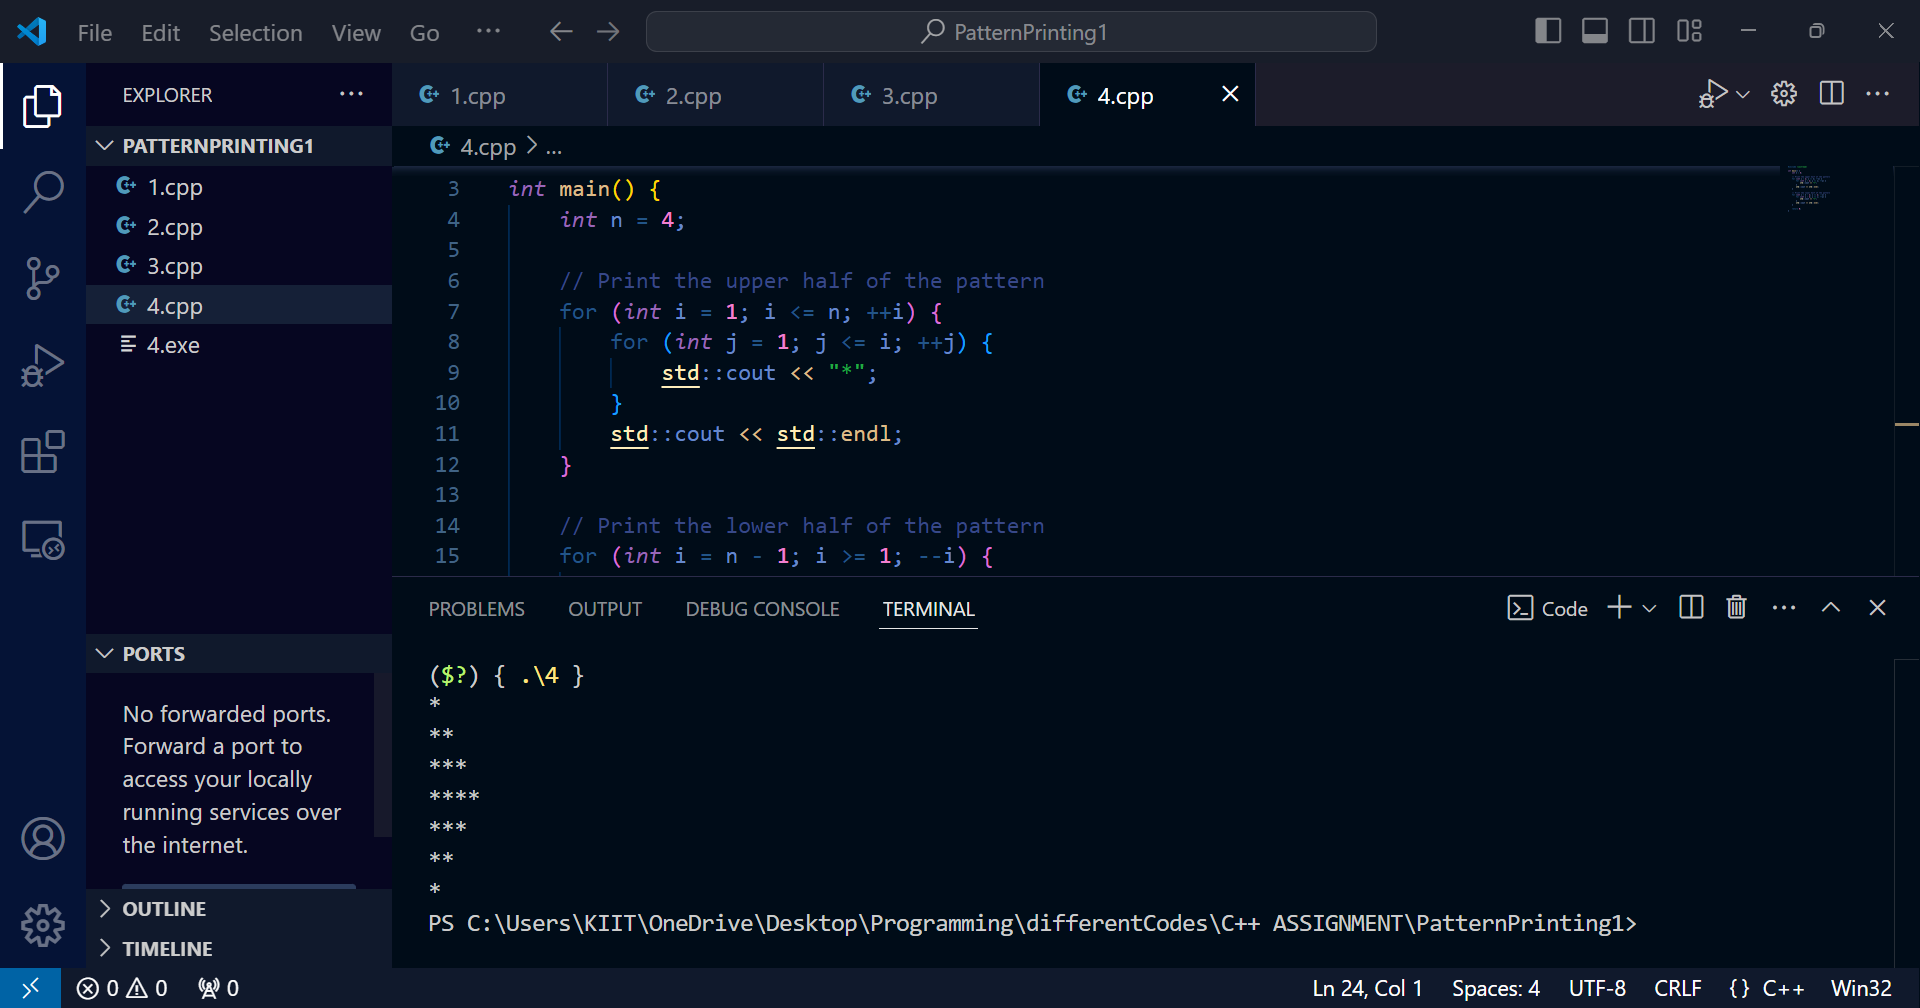 File Edit Selection View Go ··· PatternPrinting1
EXPLORER ···
PATTERNPRINTING1
1.cpp
2.cpp
3.cpp
4.cpp
4.exe
PORTS
No forwarded ports.
Forward a port to
access your locally
running services over
the internet.
OUTLINE
TIMELINE
1.cpp 2.cpp 3.cpp 4.cpp
4.cpp > ...
3 int main() {
4 int n = 4;
5
6 // Print the upper half of the pattern
7 for (int i = 1; i <= n; ++i) {
8 for (int j = 1; j <= i; ++j) {
9 std::cout << "*";
10 }
11 std::cout << std::endl;
12 }
13
14 // Print the lower half of the pattern
15 for (int i = n - 1; i >= 1; --i) {
PROBLEMS OUTPUT DEBUG CONSOLE TERMINAL Code
($?) { .\4 }
*
**
***
****
***
**
*
PS C:\Users\KIIT\OneDrive\Desktop\Programming\differentCodes\C++ ASSIGNMENT\PatternPrinting1>
0 0 0 Ln 24, Col 1 Spaces: 4 UTF-8 CRLF {} C++ Win32